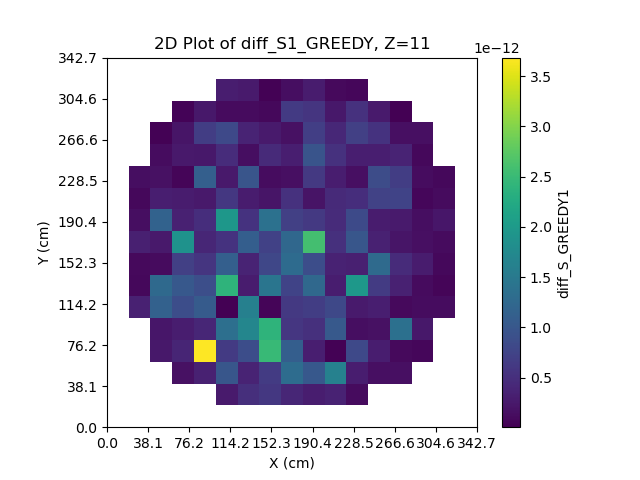 2D Plot of diff_S1_GREEDY, Z=11
1e−12
342.7
304.6
266.6
228.5
190.4
152.3
114.2
76.2
38.1
0.0
Y (cm)
0.0 38.1 76.2 114.2 152.3 190.4 228.5 266.6 304.6 342.7
X (cm)
3.5
3.0
2.5
2.0
1.5
1.0
0.5
diff_S_GREEDY1